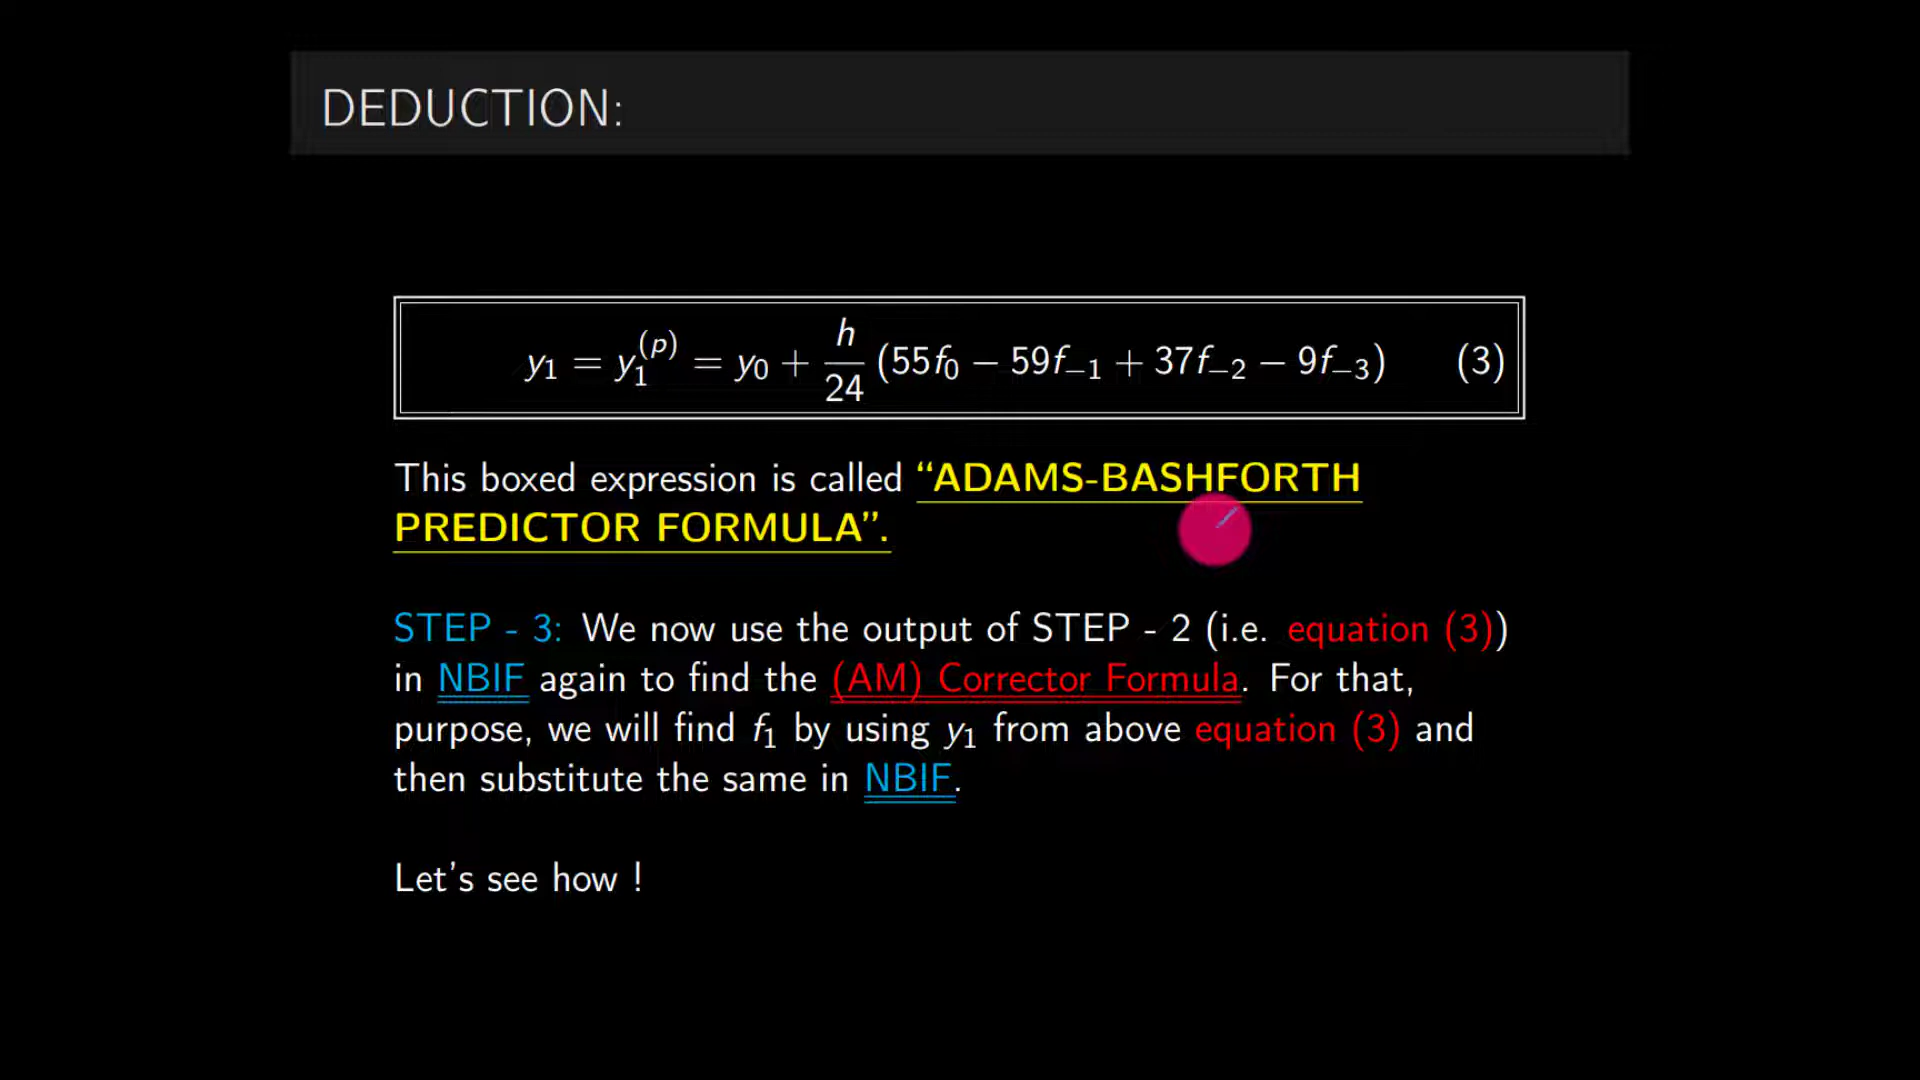 DEDUCTION:
y₁ = y₁⁽ᵖ⁾ = y₀ + h/24 (55f₀ − 59f₋₁ + 37f₋₂ − 9f₋₃) (3)
This boxed expression is called “ADAMS-BASHFORTH
PREDICTOR FORMULA”.
STEP - 3: We now use the output of STEP - 2 (i.e. equation (3))
in NBIF again to find the (AM) Corrector Formula. For that,
purpose, we will find f₁ by using y₁ from above equation (3) and
then substitute the same in NBIF.
Let's see how !